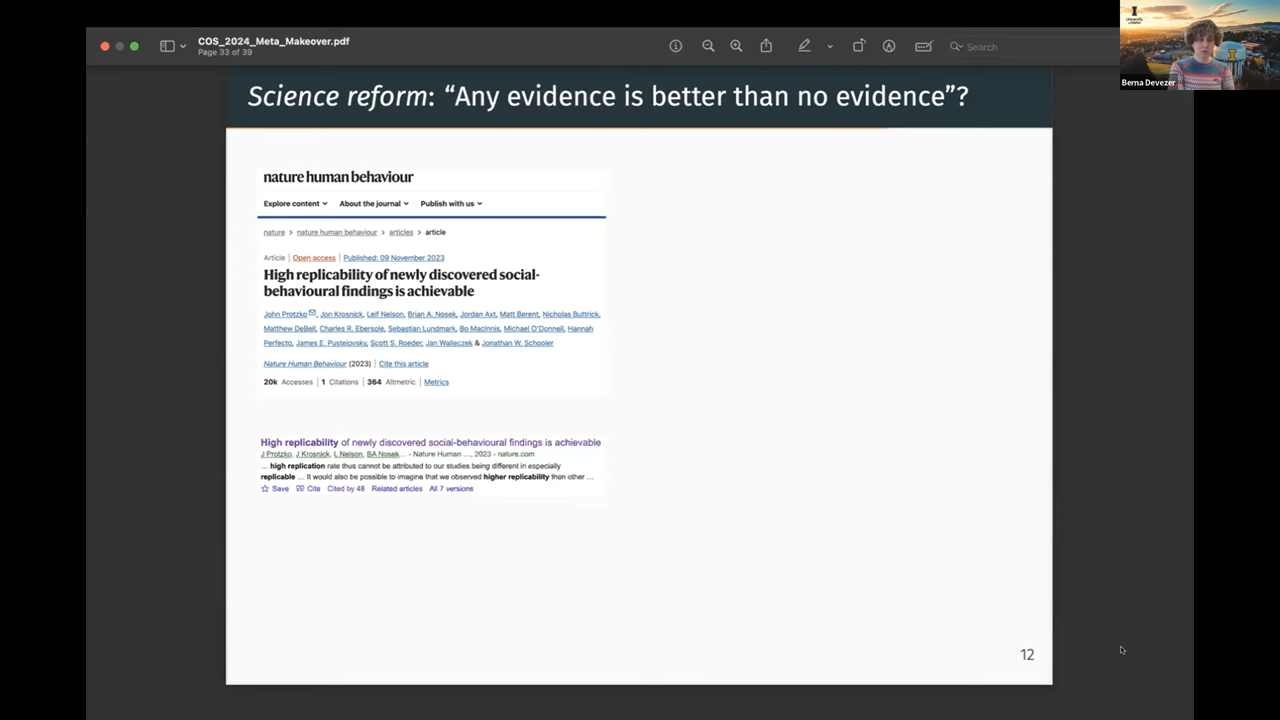 COS_2024_Meta_Makeover.pdf
Page 33 of 39
Search
University of Idaho
Berna Devezer
Science reform: “Any evidence is better than no evidence”?
nature human behaviour
Explore content About the journal Publish with us
nature > nature human behaviour > articles > article
Article | Open access | Published: 09 November 2023
High replicability of newly discovered social-
behavioural findings is achievable
John Protzko, Jon Krosnick, Leif Nelson, Brian A. Nosek, Jordan Axt, Matt Berent, Nicholas Buttrick,
Matthew DeBell, Charles R. Ebersole, Sebastian Lundmark, Bo MacInnis, Michael O’Donnell, Hannah
Perfecto, James E. Pustejovsky, Scott S. Roeder, Jan Walleczek & Jonathan W. Schooler
Nature Human Behaviour (2023) | Cite this article
20k Accesses | 1 Citations | 364 Altmetric | Metrics
High replicability of newly discovered social-behavioural findings is achievable
J Protzko, J Krosnick, L Nelson, BA Nosek... - Nature Human ..., 2023 - nature.com
... high replication rate thus cannot be attributed to our studies being different in especially
replicable ... It would also be possible to imagine that we observed higher replicability than other ...
Save Cite Cited by 48 Related articles All 7 versions
12